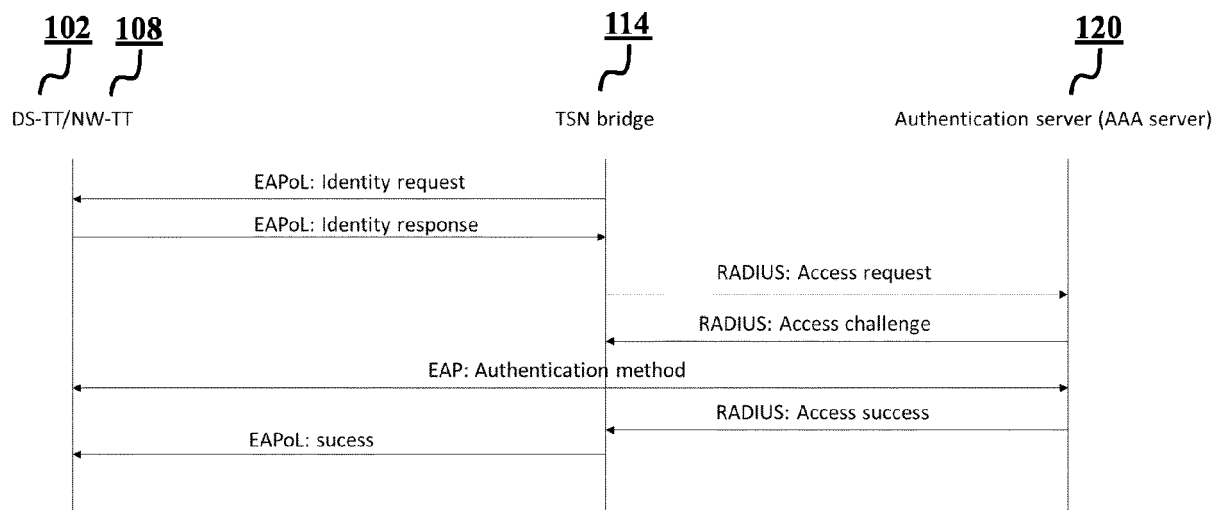 102 108 114 120
DS-TT/NW-TT TSN bridge Authentication server (AAA server)
EAPoL: Identity request
EAPoL: Identity response
RADIUS: Access request
RADIUS: Access challenge
EAP: Authentication method
RADIUS: Access success
EAPoL: sucess